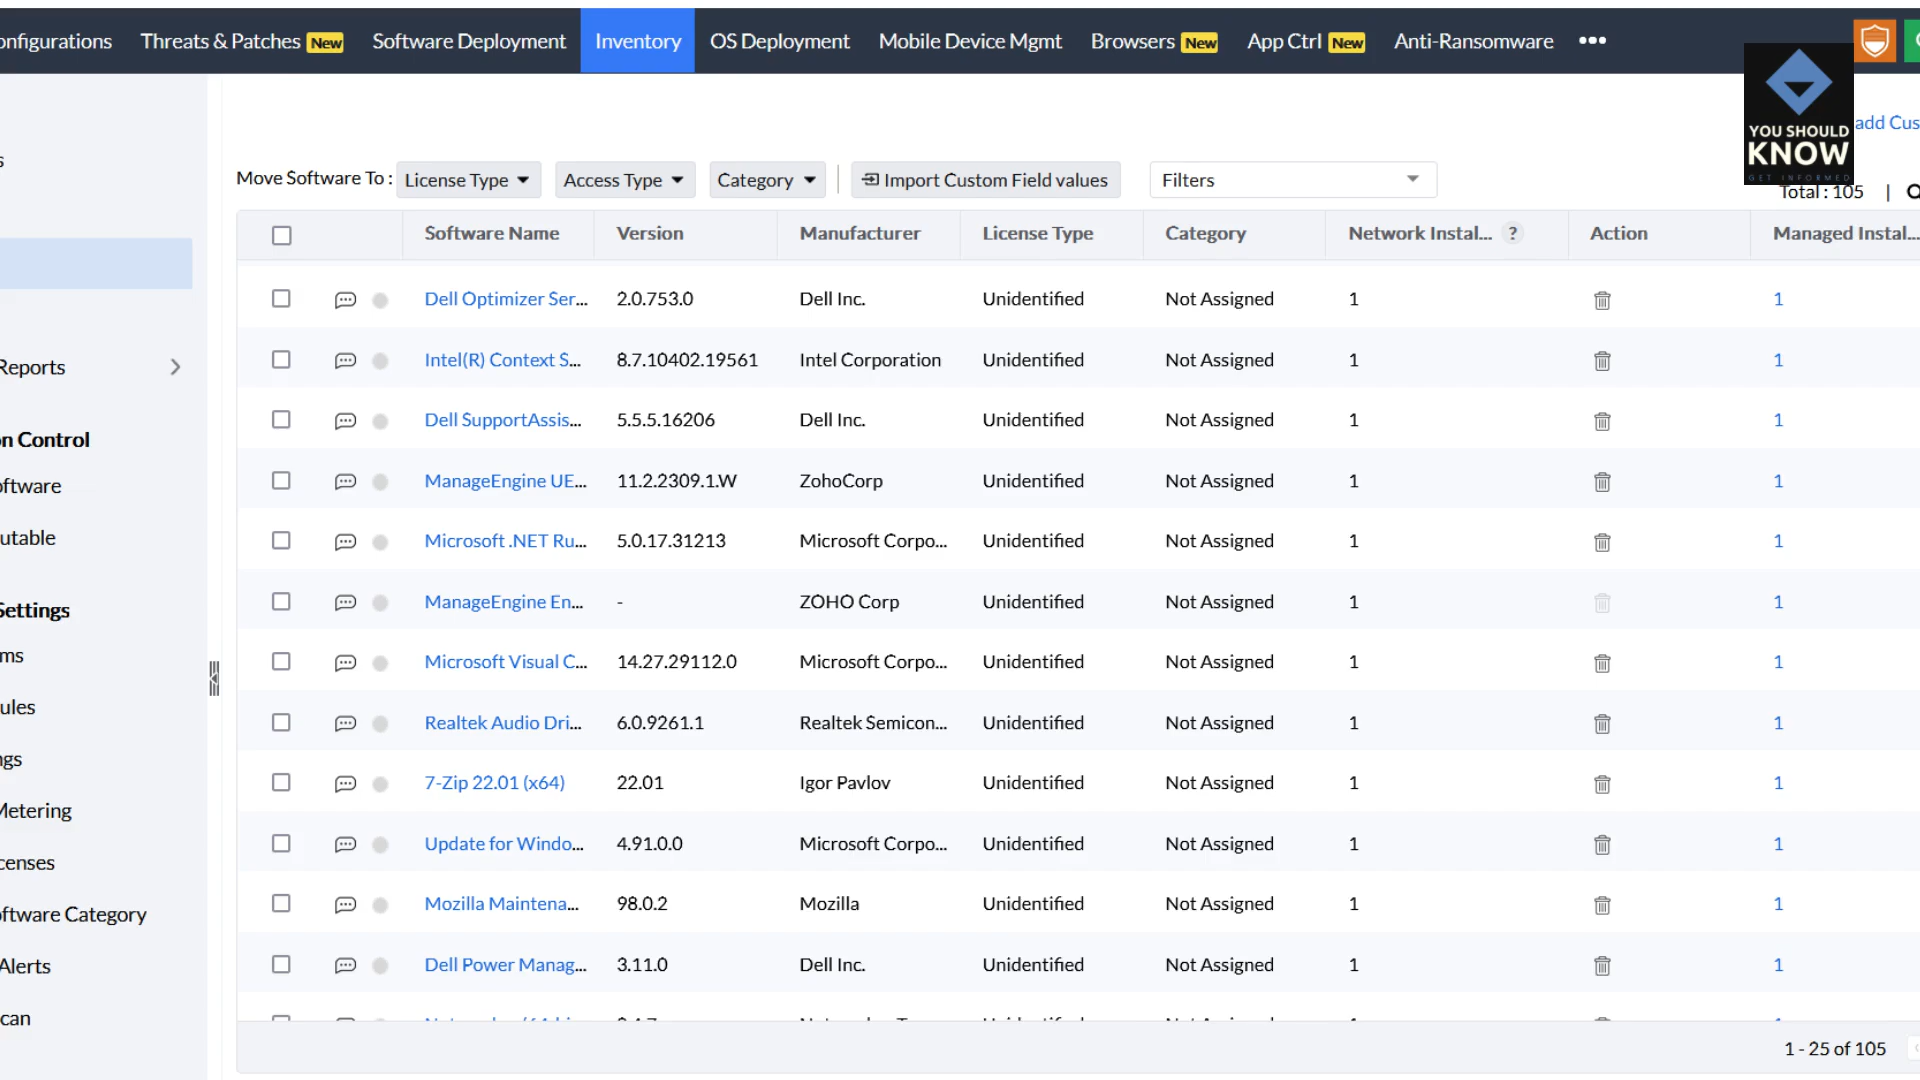 onfigurations Threats & Patches New Software Deployment Inventory OS Deployment Mobile Device Mgmt Browsers New App Ctrl New Anti-Ransomware •••
YOU SHOULD
KNOW
GET INFORMED
add Cus
s
Move Software To : License Type Access Type Category Import Custom Field values Filters
Total : 105 |
Software Name Version Manufacturer License Type Category Network Instal... ? Action Managed Instal...
Dell Optimizer Ser... 2.0.753.0 Dell Inc. Unidentified Not Assigned 1 1
Intel(R) Context S... 8.7.10402.19561 Intel Corporation Unidentified Not Assigned 1 1
Reports
Dell SupportAssis... 5.5.5.16206 Dell Inc. Unidentified Not Assigned 1 1
on Control
oftware
ManageEngine UE... 11.2.2309.1.W ZohoCorp Unidentified Not Assigned 1 1
utable
Microsoft .NET Ru... 5.0.17.31213 Microsoft Corpo... Unidentified Not Assigned 1 1
Settings
ManageEngine En... - ZOHO Corp Unidentified Not Assigned 1 1
ms
Microsoft Visual C... 14.27.29112.0 Microsoft Corpo... Unidentified Not Assigned 1 1
ules
Realtek Audio Dri... 6.0.9261.1 Realtek Semicon... Unidentified Not Assigned 1 1
ngs
7-Zip 22.01 (x64) 22.01 Igor Pavlov Unidentified Not Assigned 1 1
Metering
Update for Windo... 4.91.0.0 Microsoft Corpo... Unidentified Not Assigned 1 1
censes
Mozilla Maintena... 98.0.2 Mozilla Unidentified Not Assigned 1 1
oftware Category
Dell Power Manag... 3.11.0 Dell Inc. Unidentified Not Assigned 1 1
Alerts
can
1 - 25 of 105